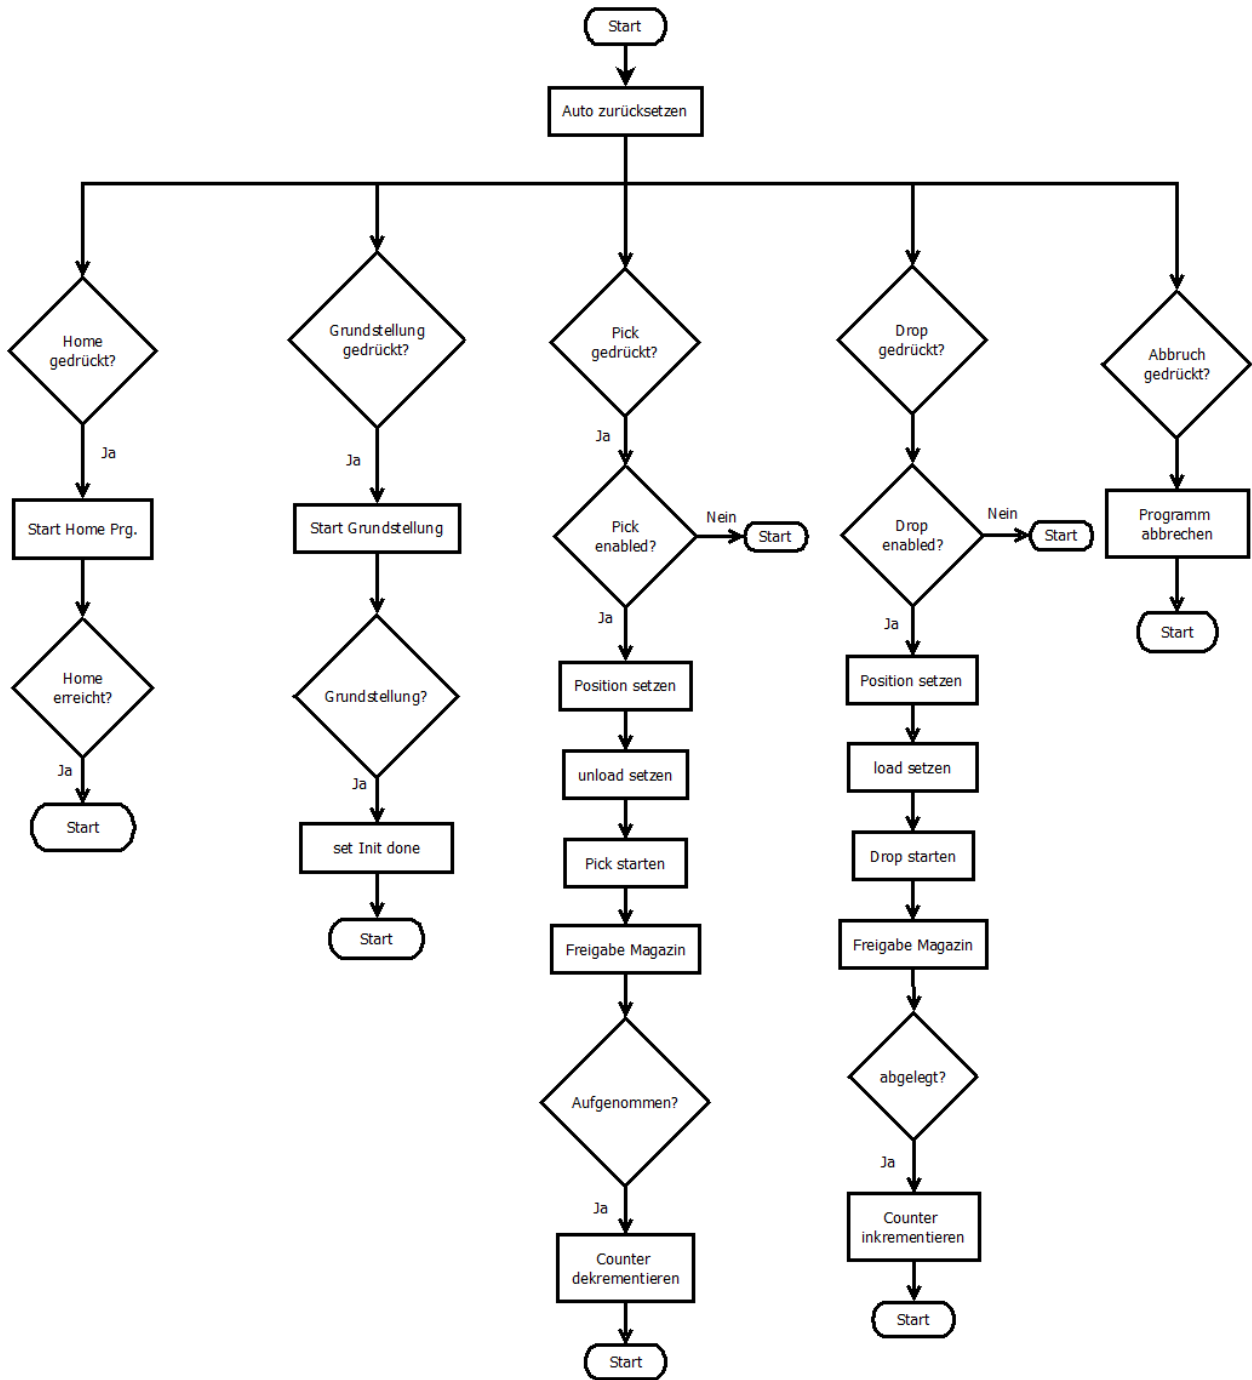 Start
Auto zurücksetzen
Home
gedrückt?
Ja
Start Home Prg.
Home
erreicht?
Ja
Start
Grundstellung
gedrückt?
Ja
Start Grundstellung
Grundstellung?
Ja
set Init done
Start
Pick
gedrückt?
Ja
Pick
enabled?
Nein
Start
Ja
Position setzen
unload setzen
Pick starten
Freigabe Magazin
Aufgenommen?
Ja
Counter
dekrementieren
Start
Drop
gedrückt?
Drop
enabled?
Nein
Start
Ja
Position setzen
load setzen
Drop starten
Freigabe Magazin
abgelegt?
Ja
Counter
inkrementieren
Start
Abbruch
gedrückt?
Programm
abbrechen
Start